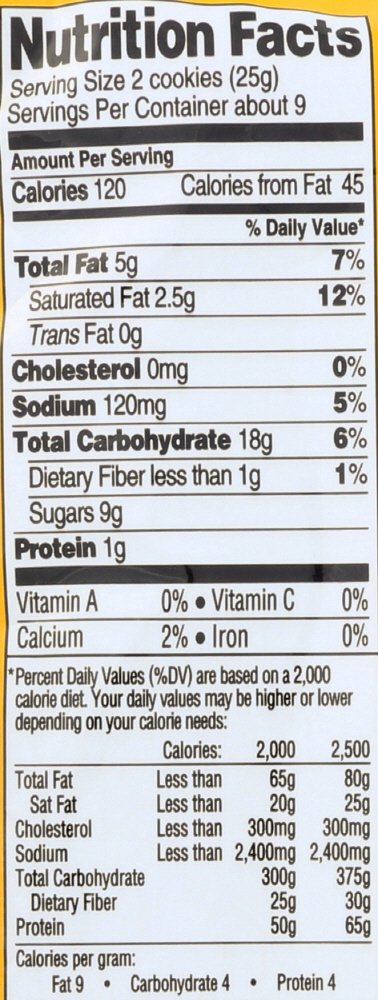 Nutrition Facts
Serving Size 2 cookies (25g)
Servings Per Container about 9
Amount Per Serving
Calories 120 Calories from Fat 45
% Daily Value*
Total Fat 5g 7%
Saturated Fat 2.5g 12%
Trans Fat 0g
Cholesterol 0mg 0%
Sodium 120mg 5%
Total Carbohydrate 18g 6%
Dietary Fiber less than 1g 1%
Sugars 9g
Protein 1g
Vitamin A 0% • Vitamin C 0%
Calcium 2% • Iron 0%
*Percent Daily Values (%DV) are based on a 2,000
calorie diet. Your daily values may be higher or lower
depending on your calorie needs:
Calories: 2,000 2,500
Total Fat Less than 65g 80g
Sat Fat Less than 20g 25g
Cholesterol Less than 300mg 300mg
Sodium Less than 2,400mg 2,400mg
Total Carbohydrate 300g 375g
Dietary Fiber 25g 30g
Protein 50g 65g
Calories per gram:
Fat 9 • Carbohydrate 4 • Protein 4